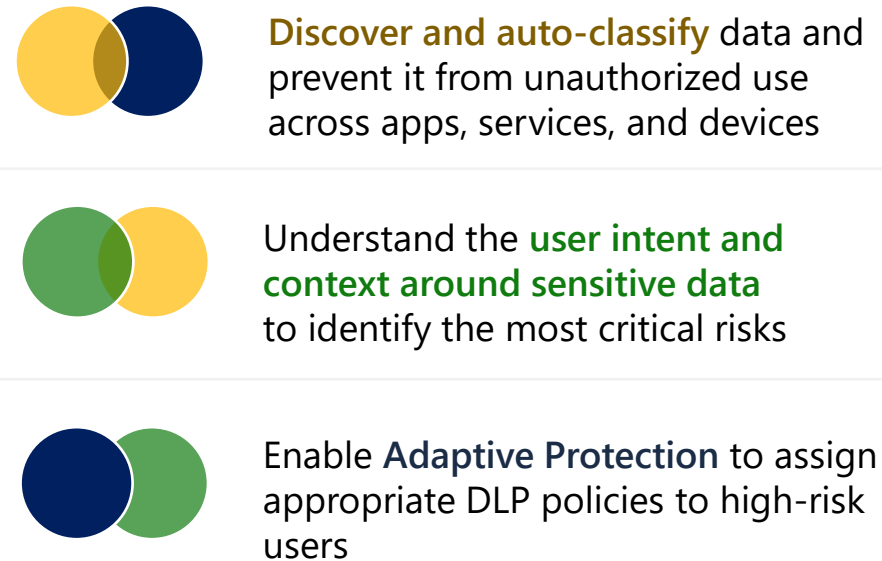 Discover and auto-classify data and
prevent it from unauthorized use
across apps, services, and devices
Understand the user intent and
context around sensitive data
to identify the most critical risks
Enable Adaptive Protection to assign
appropriate DLP policies to high-risk
users